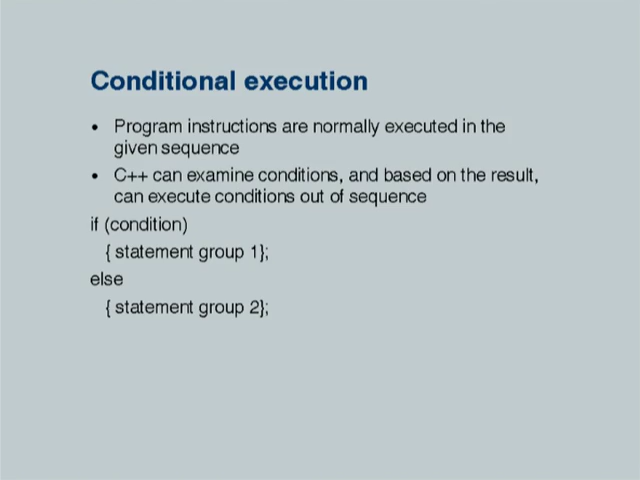 Conditional execution
• Program instructions are normally executed in the
given sequence
• C++ can examine conditions, and based on the result,
can execute conditions out of sequence
if (condition)
{ statement group 1};
else
{ statement group 2};